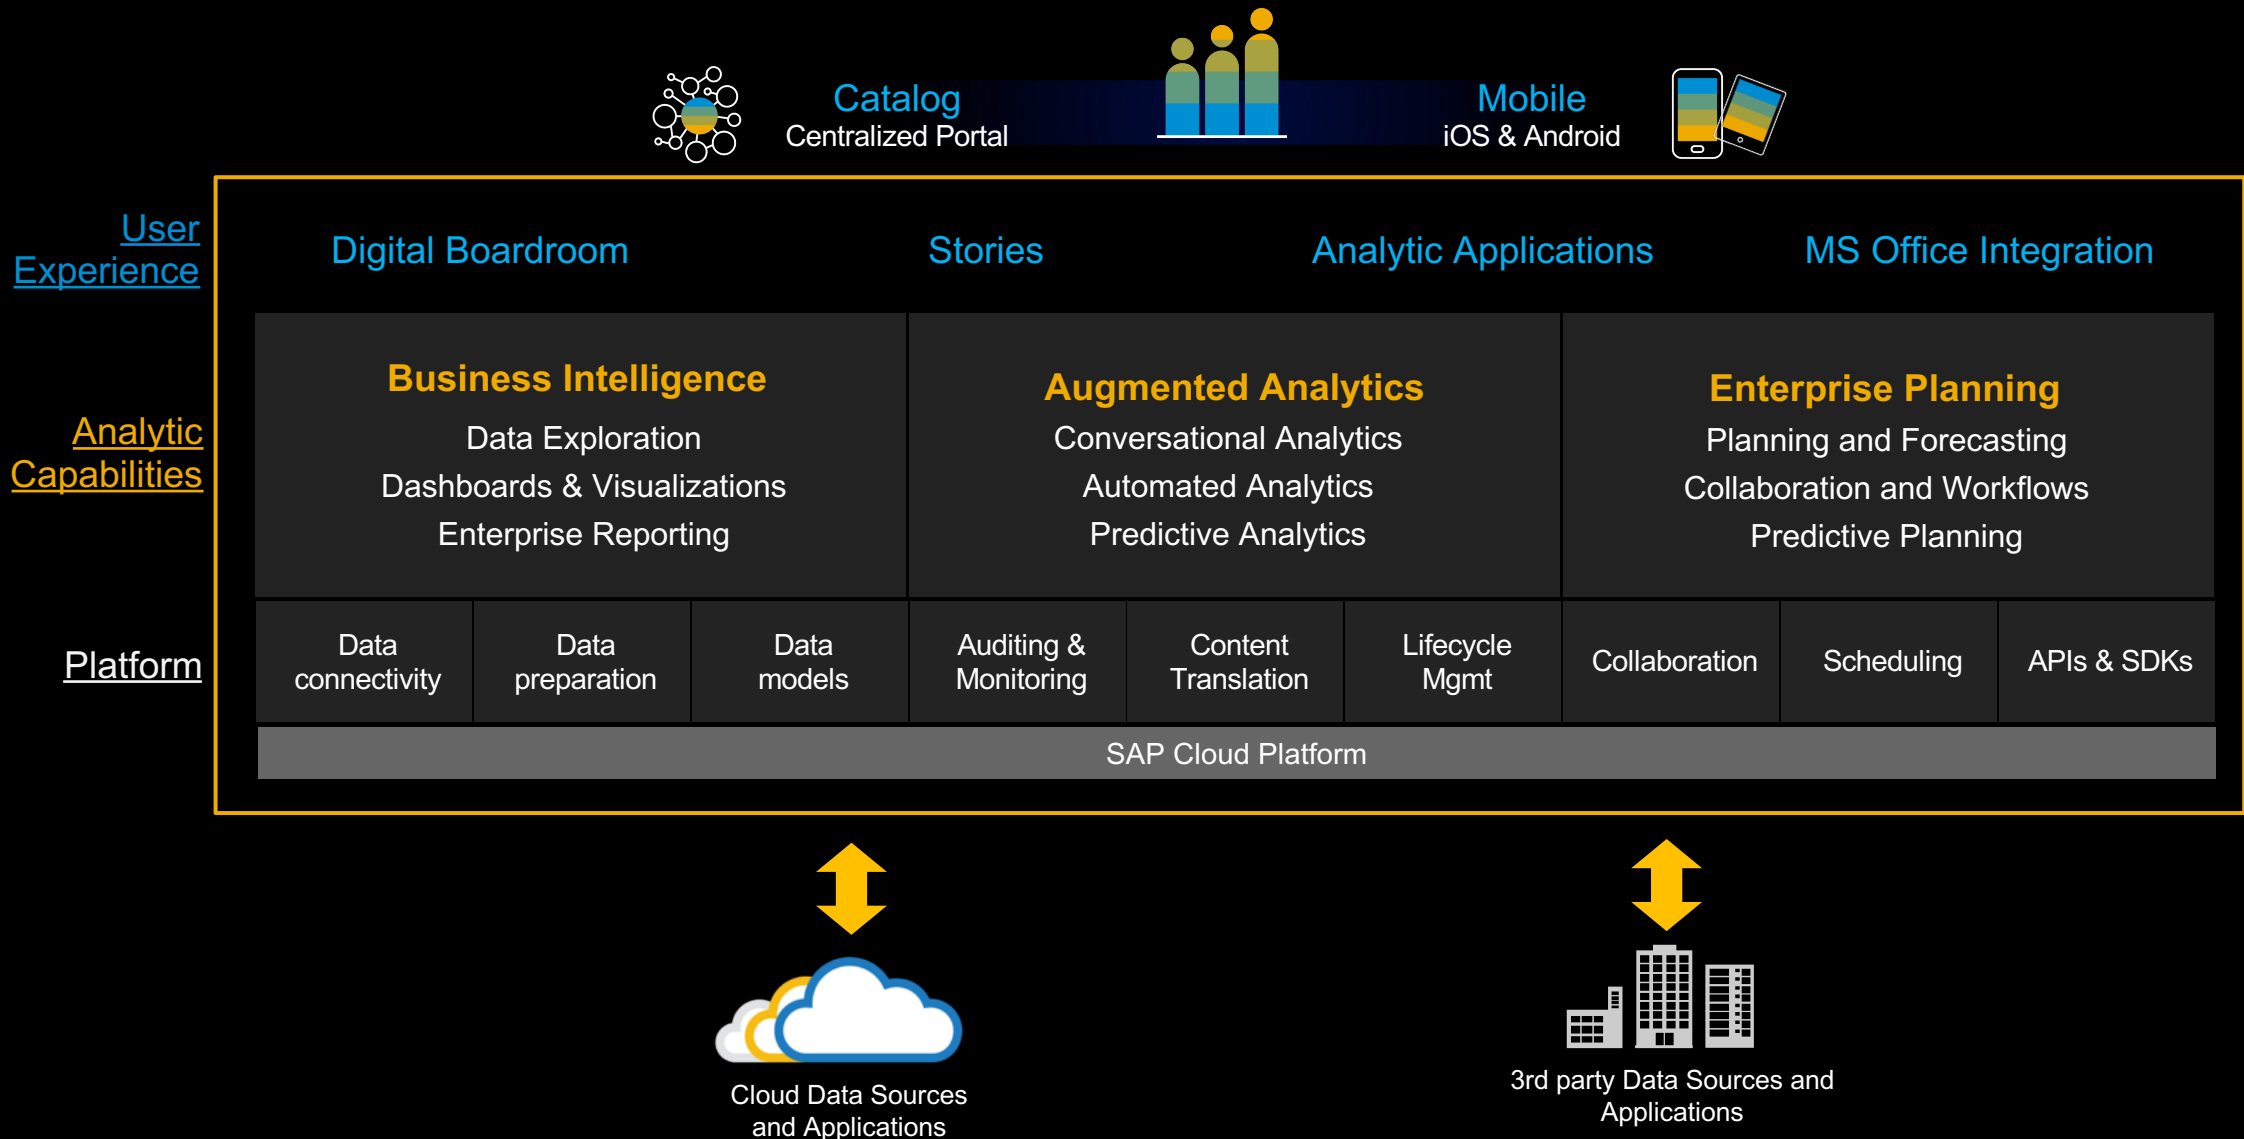 Catalog
Centralized Portal
Mobile
iOS & Android
User
Experience
Digital Boardroom
Stories
Analytic Applications
MS Office Integration
Analytic
Capabilities
Business Intelligence
Data Exploration
Dashboards & Visualizations
Enterprise Reporting
Augmented Analytics
Conversational Analytics
Automated Analytics
Predictive Analytics
Enterprise Planning
Planning and Forecasting
Collaboration and Workflows
Predictive Planning
Platform
Data
connectivity
Data
preparation
Data
models
Auditing &
Monitoring
Content
Translation
Lifecycle
Mgmt
Collaboration
Scheduling
APIs & SDKs
SAP Cloud Platform
Cloud Data Sources
and Applications
3rd party Data Sources and
Applications